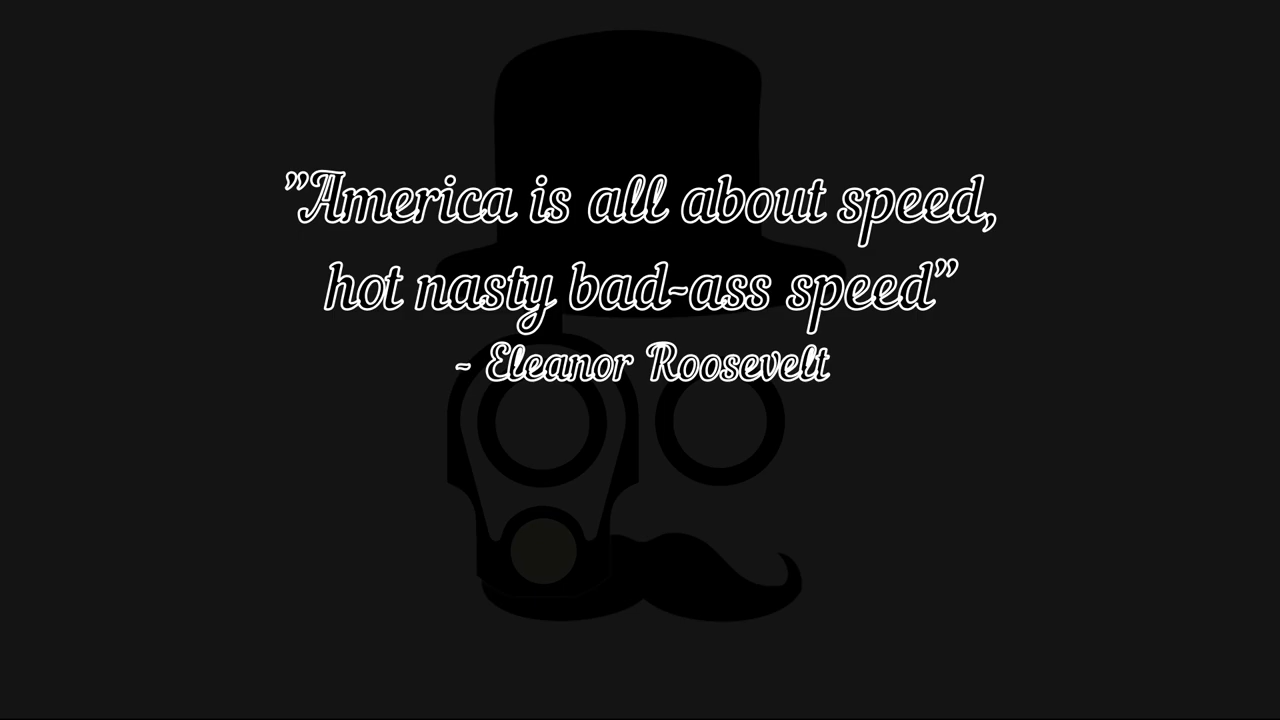 "America is all about speed,
hot nasty bad-ass speed"
~ Eleanor Roosevelt